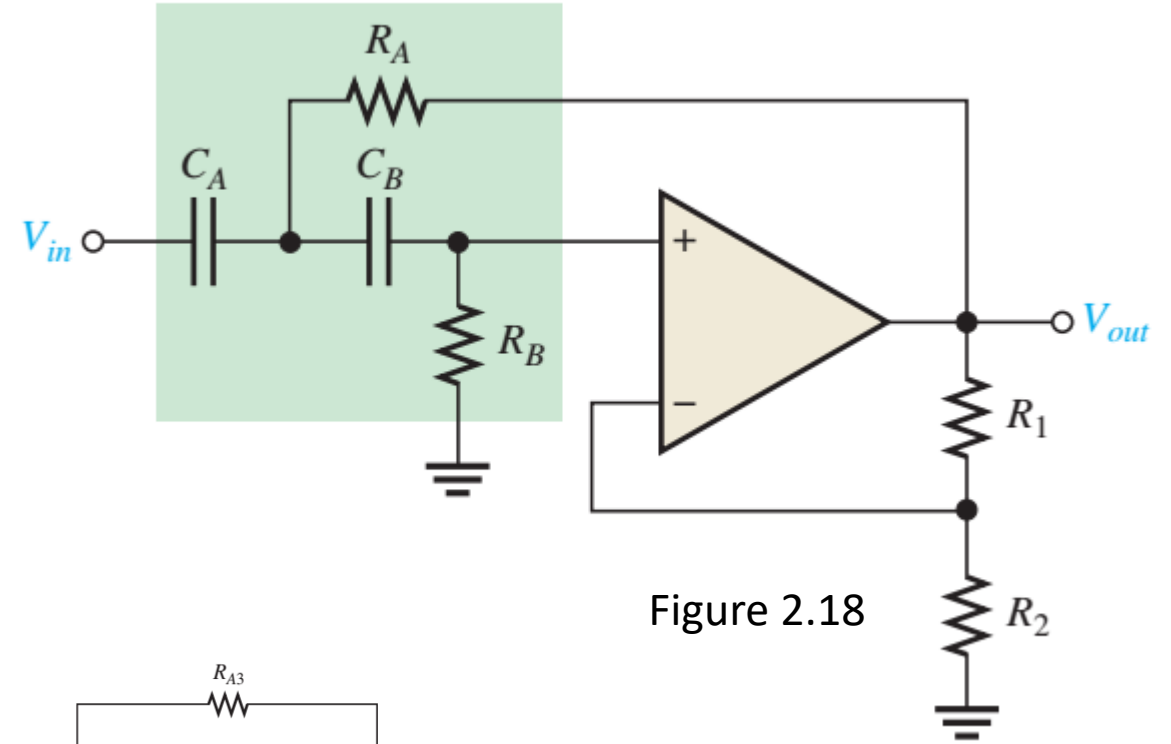 R_A
C_A C_B
V_in + V_out
R_B
− R_1
Figure 2.18
R_2
R_A3